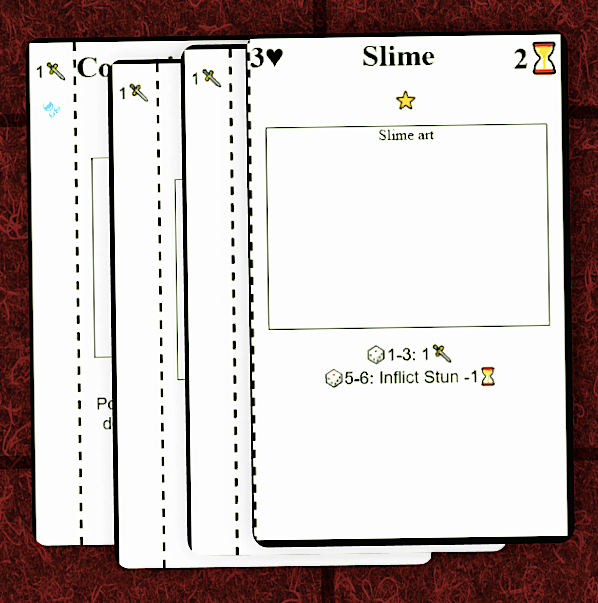 1🗡
Co
Po
d
1🗡
1🗡
3♥ Slime 2⏳
⭐
Slime art
🎲1-3: 1🗡
🎲5-6: Inflict Stun -1⏳